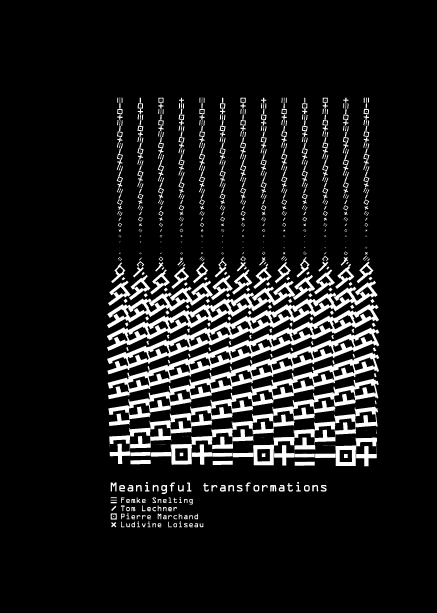 Meaningful transformations
Femke Snelting
Tom Lechner
Pierre Marchand
Ludivine Loiseau